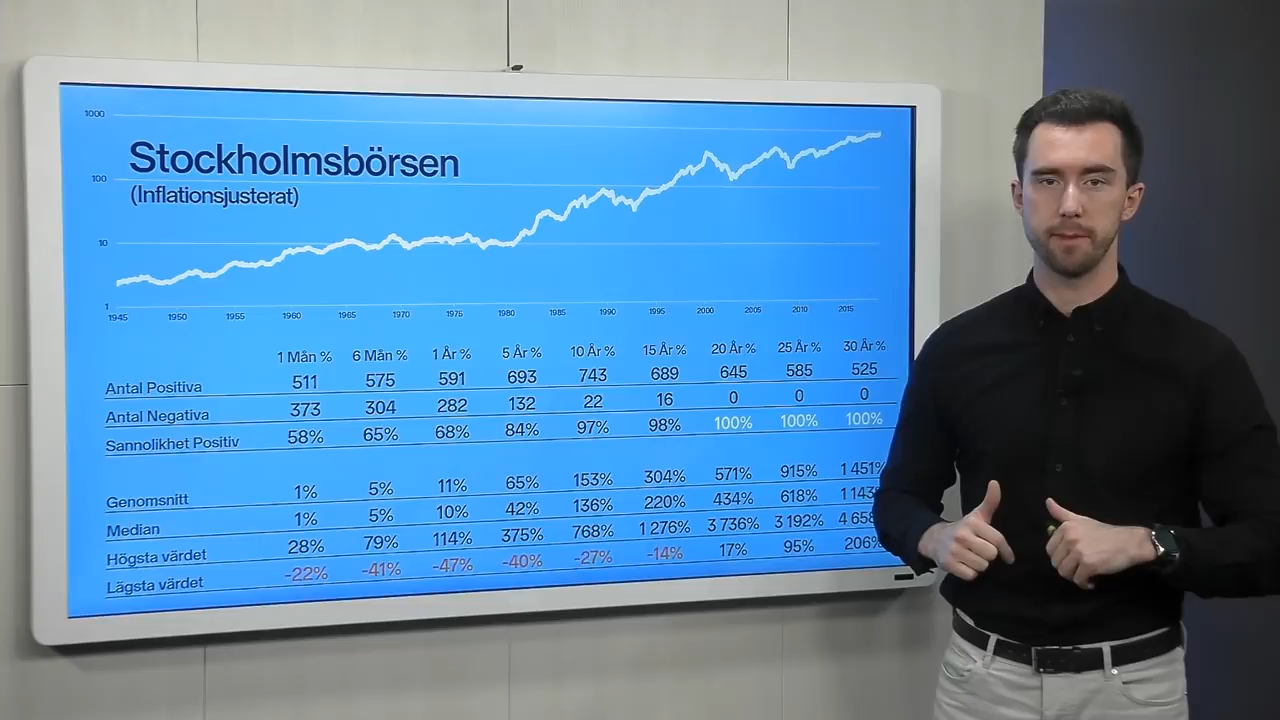 1000
Stockholmsbörsen
100
(Inflationsjusterat)
10
1
1945 1950 1955 1960 1965 1970 1975 1980 1985 1990 1995 2000 2005 2010 2015
1 Mån % 6 Mån % 1 År % 5 År % 10 År % 15 År % 20 År % 25 År % 30 År %
Antal Positiva 511 575 591 693 743 689 645 585 525
Antal Negativa 373 304 282 132 22 16 0 0 0
Sannolikhet Positiv 58% 65% 68% 84% 97% 98% 100% 100% 100%
Genomsnitt 1% 5% 11% 65% 153% 304% 571% 915% 1 451%
Median 1% 5% 10% 42% 136% 220% 434% 618% 1 143
Högsta värdet 28% 79% 114% 375% 768% 1 276% 3 736% 3 192% 4 658
Lägsta värdet -22% -41% -47% -40% -27% -14% 17% 95% 206%